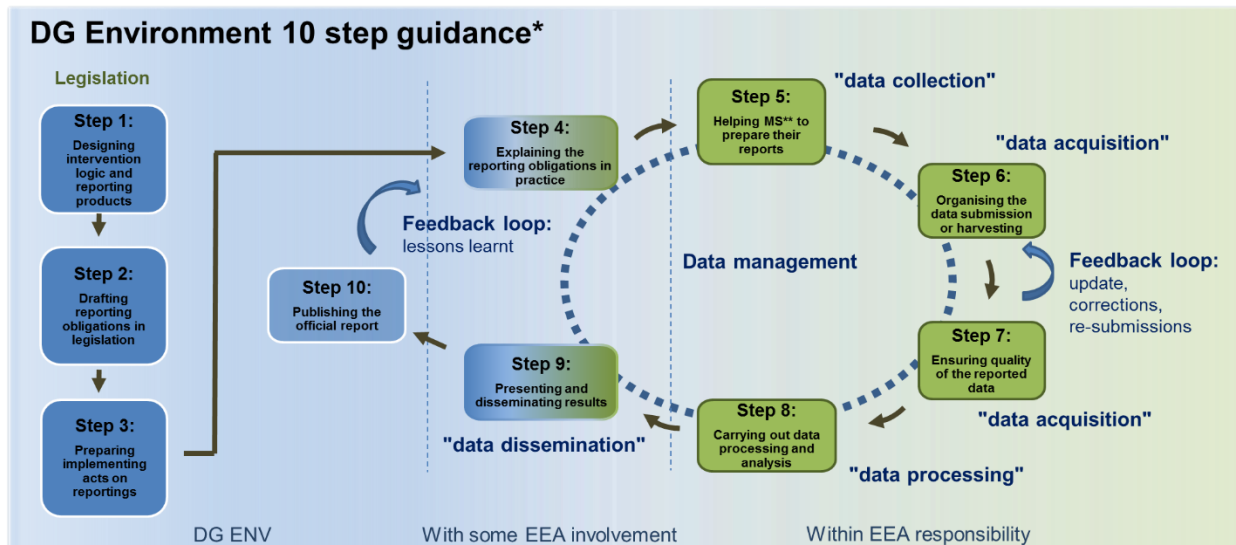 DG Environment 10 step guidance*
Legislation
Step 1:
Designing
intervention
logic and
reporting
products
Step 2:
Drafting
reporting
obligations in
legislation
Step 3:
Preparing
implementing
acts on
reportings
Step 4:
Explaining the
reporting obligations in
practice
Step 5:
Helping MS** to
prepare their
reports
"data collection"
"data acquisition"
Step 6:
Organising the
data submission
or harvesting
Feedback loop:
update,
corrections,
re-submissions
Step 7:
Ensuring quality
of the reported
data
"data acquisition"
Step 8:
Carrying out data
processing and
analysis
"data processing"
Step 9:
Presenting and
disseminating results
"data dissemination"
Step 10:
Publishing the
official report
Feedback loop:
lessons learnt
Data management
DG ENV
With some EEA involvement
Within EEA responsibility